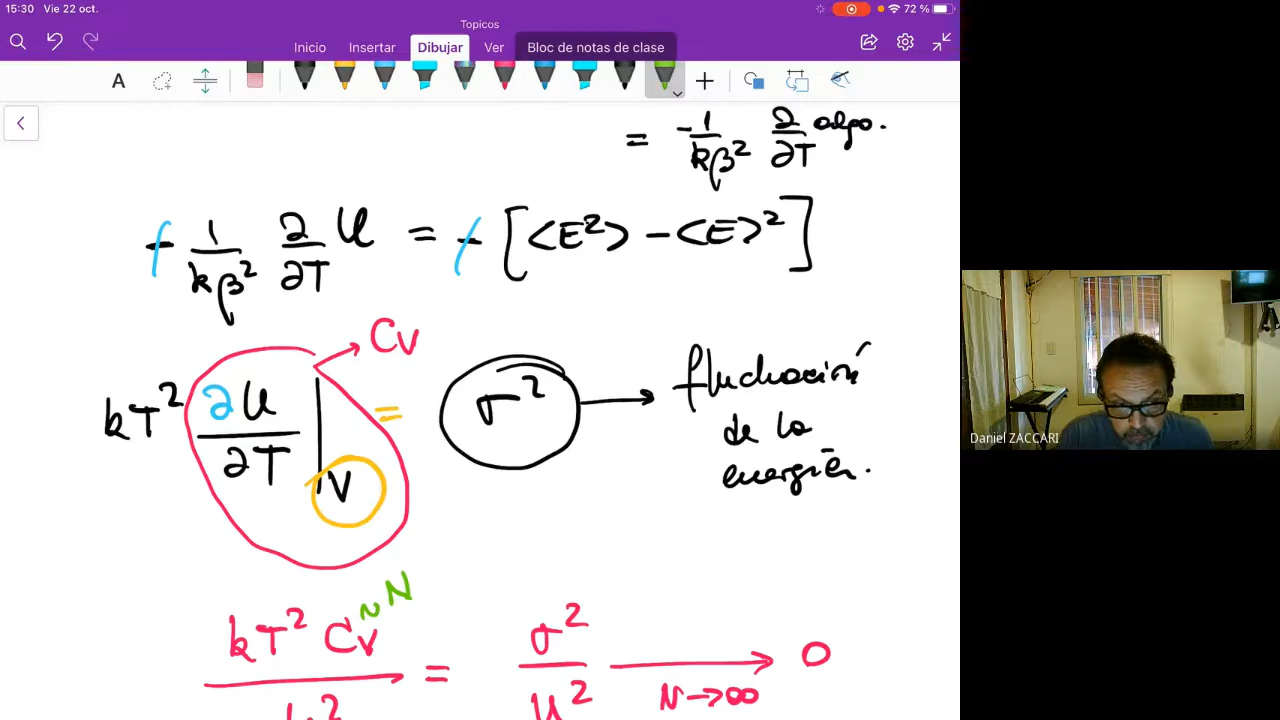 15:30 Vie 22 oct.
72 %
Topicos
Inicio Insertar Dibujar Ver Bloc de notas de clase
A
= -1/kβ² ∂/∂T algo.
- 1/kβ² ∂/∂T U = - [<E²> - <E>²]
Cv
kT² ∂U/∂T |V = σ² → fluctuación
de la
energía.
kT² Cv ~ N / U² = σ²/U² → 0
N→∞
Daniel ZACCARI